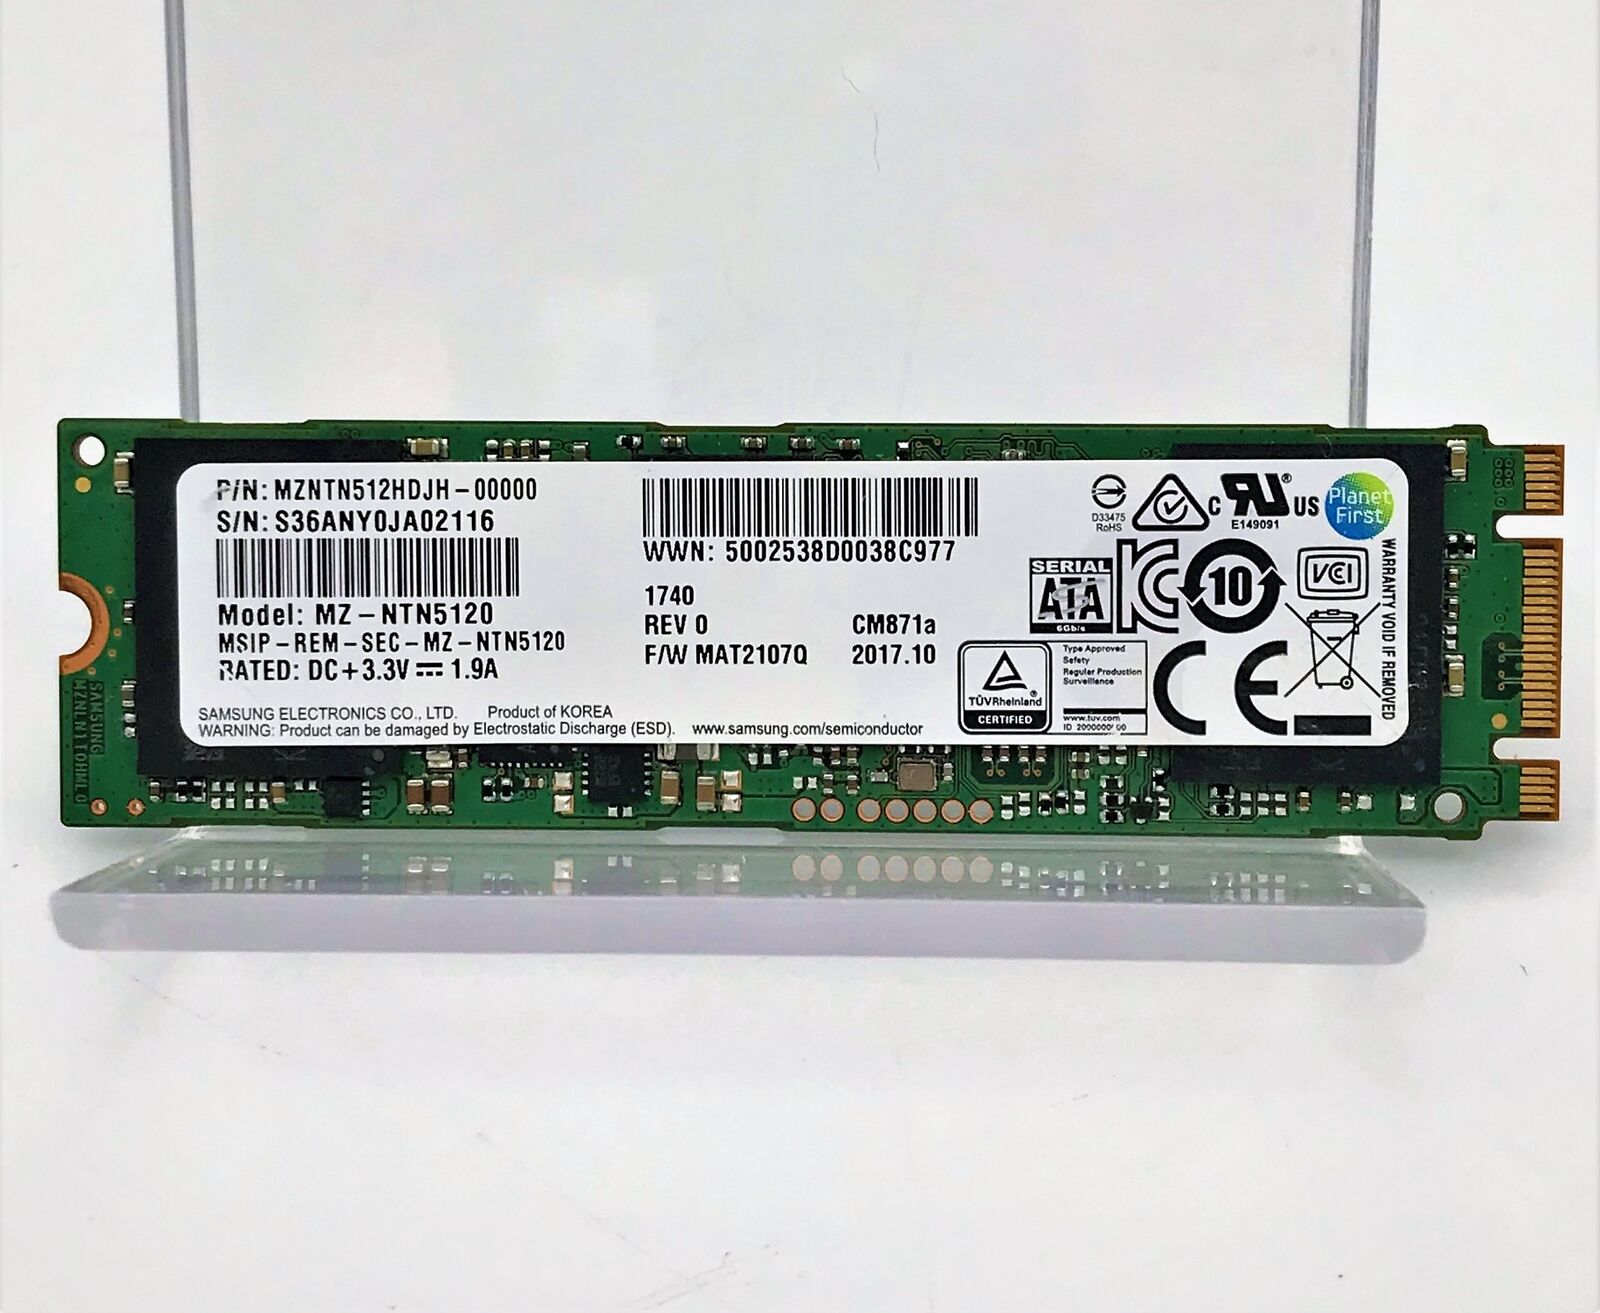 P/N: MZNTN512HDJH-00000
S/N: S36ANY0JA02116
Model: MZ-NTN5120
MSIP-REM-SEC-MZ-NTN5120
RATED: DC+3.3V 1.9A
SAMSUNG ELECTRONICS CO., LTD. Product of KOREA
WARNING: Product can be damaged by Electrostatic Discharge (ESD). www.samsung.com/semiconductor
WWN: 5002538D0038C977
1740
REV 0 CM871a
F/W MAT2107Q 2017.10
D33475
RoHS
C RU® US
E149091
Planet
First
SERIAL
ATA
6Gb/s
KC
10
VCI
TÜVRheinland®
CERTIFIED
Type Approved
Safety
Regular Production
Surveillance
www.tuv.com
CE
WARRANTY VOID IF REMOVED
SAMSUNG